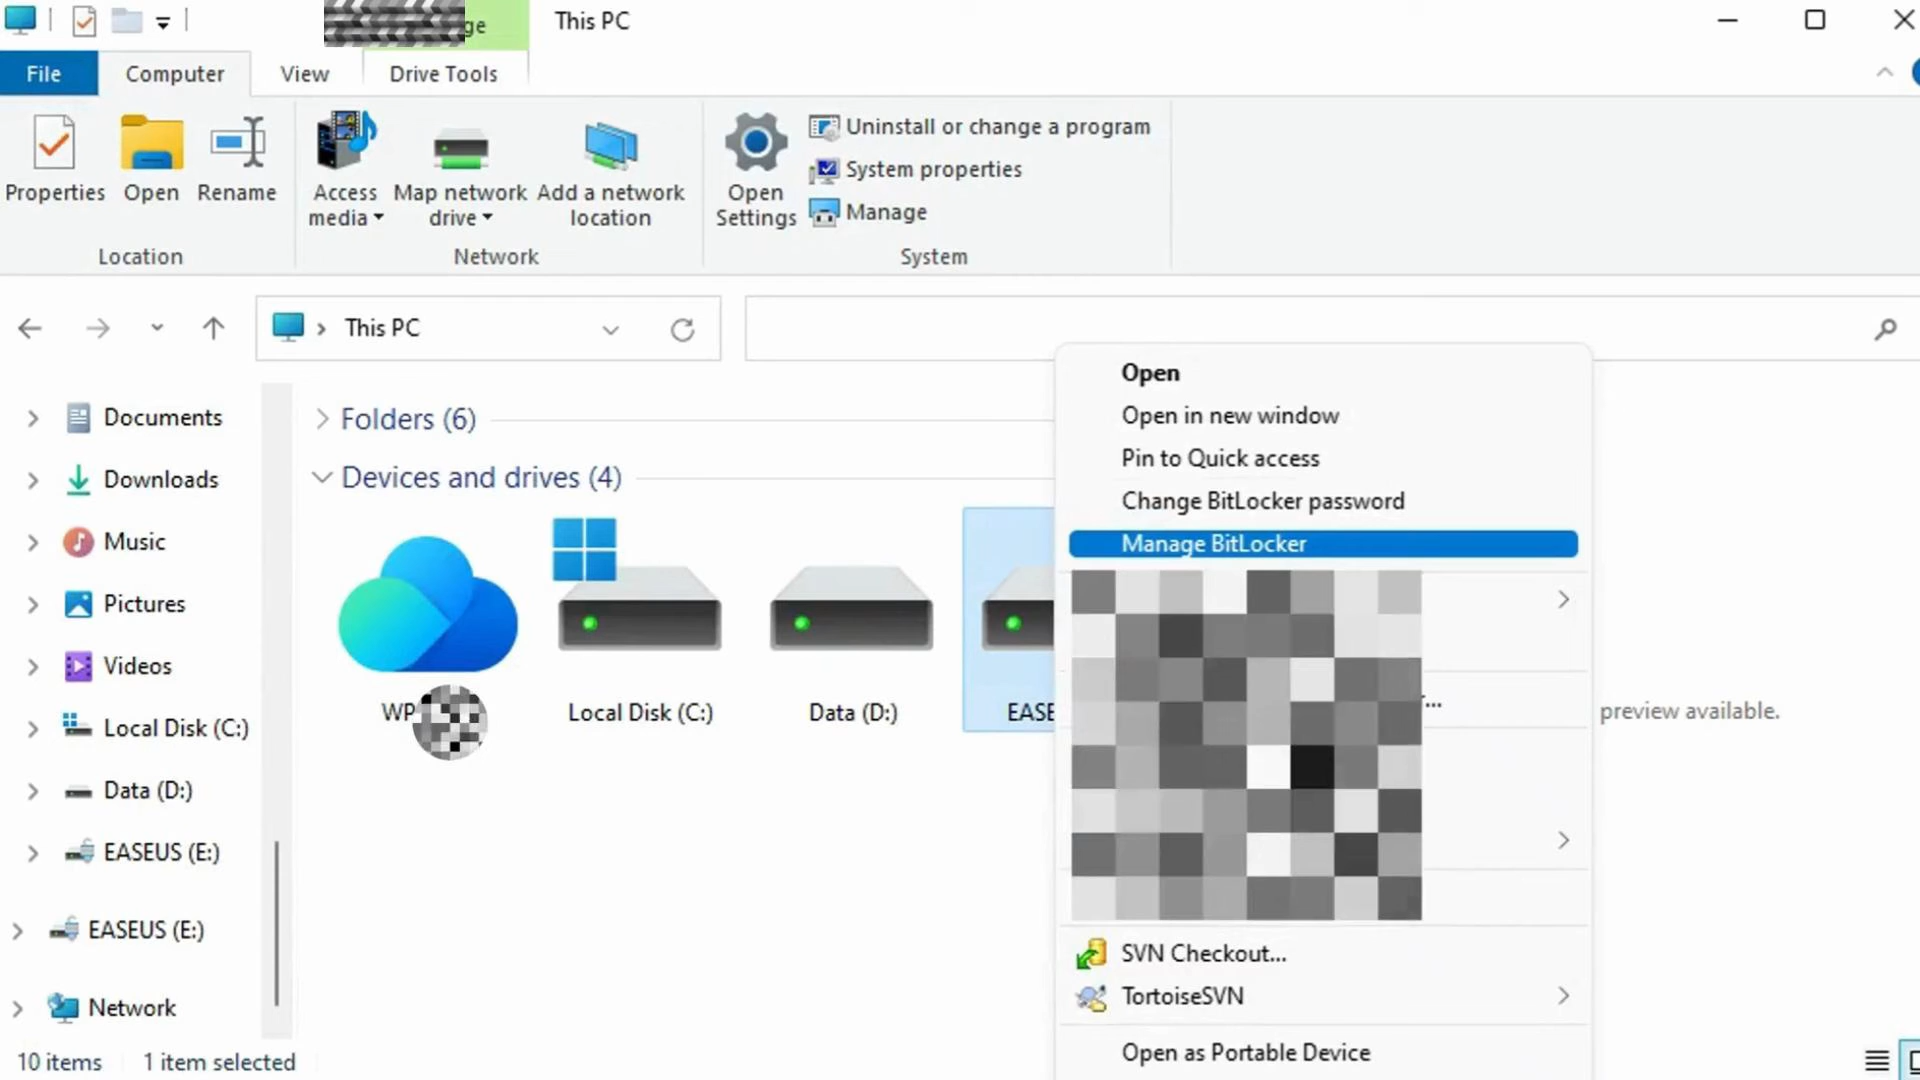 This PC
File
Computer
View
Drive Tools
Properties
Open
Rename
Access media
Map network drive
Add a network location
Open Settings
Uninstall or change a program
System properties
Manage
Location
Network
System
This PC
Documents
Downloads
Music
Pictures
Videos
Local Disk (C:)
Data (D:)
EASEUS (E:)
EASEUS (E:)
Network
Folders (6)
Devices and drives (4)
Local Disk (C:)
Data (D:)
Open
Open in new window
Pin to Quick access
Change BitLocker password
Manage BitLocker
SVN Checkout...
TortoiseSVN
Open as Portable Device
preview available.
10 items
1 item selected